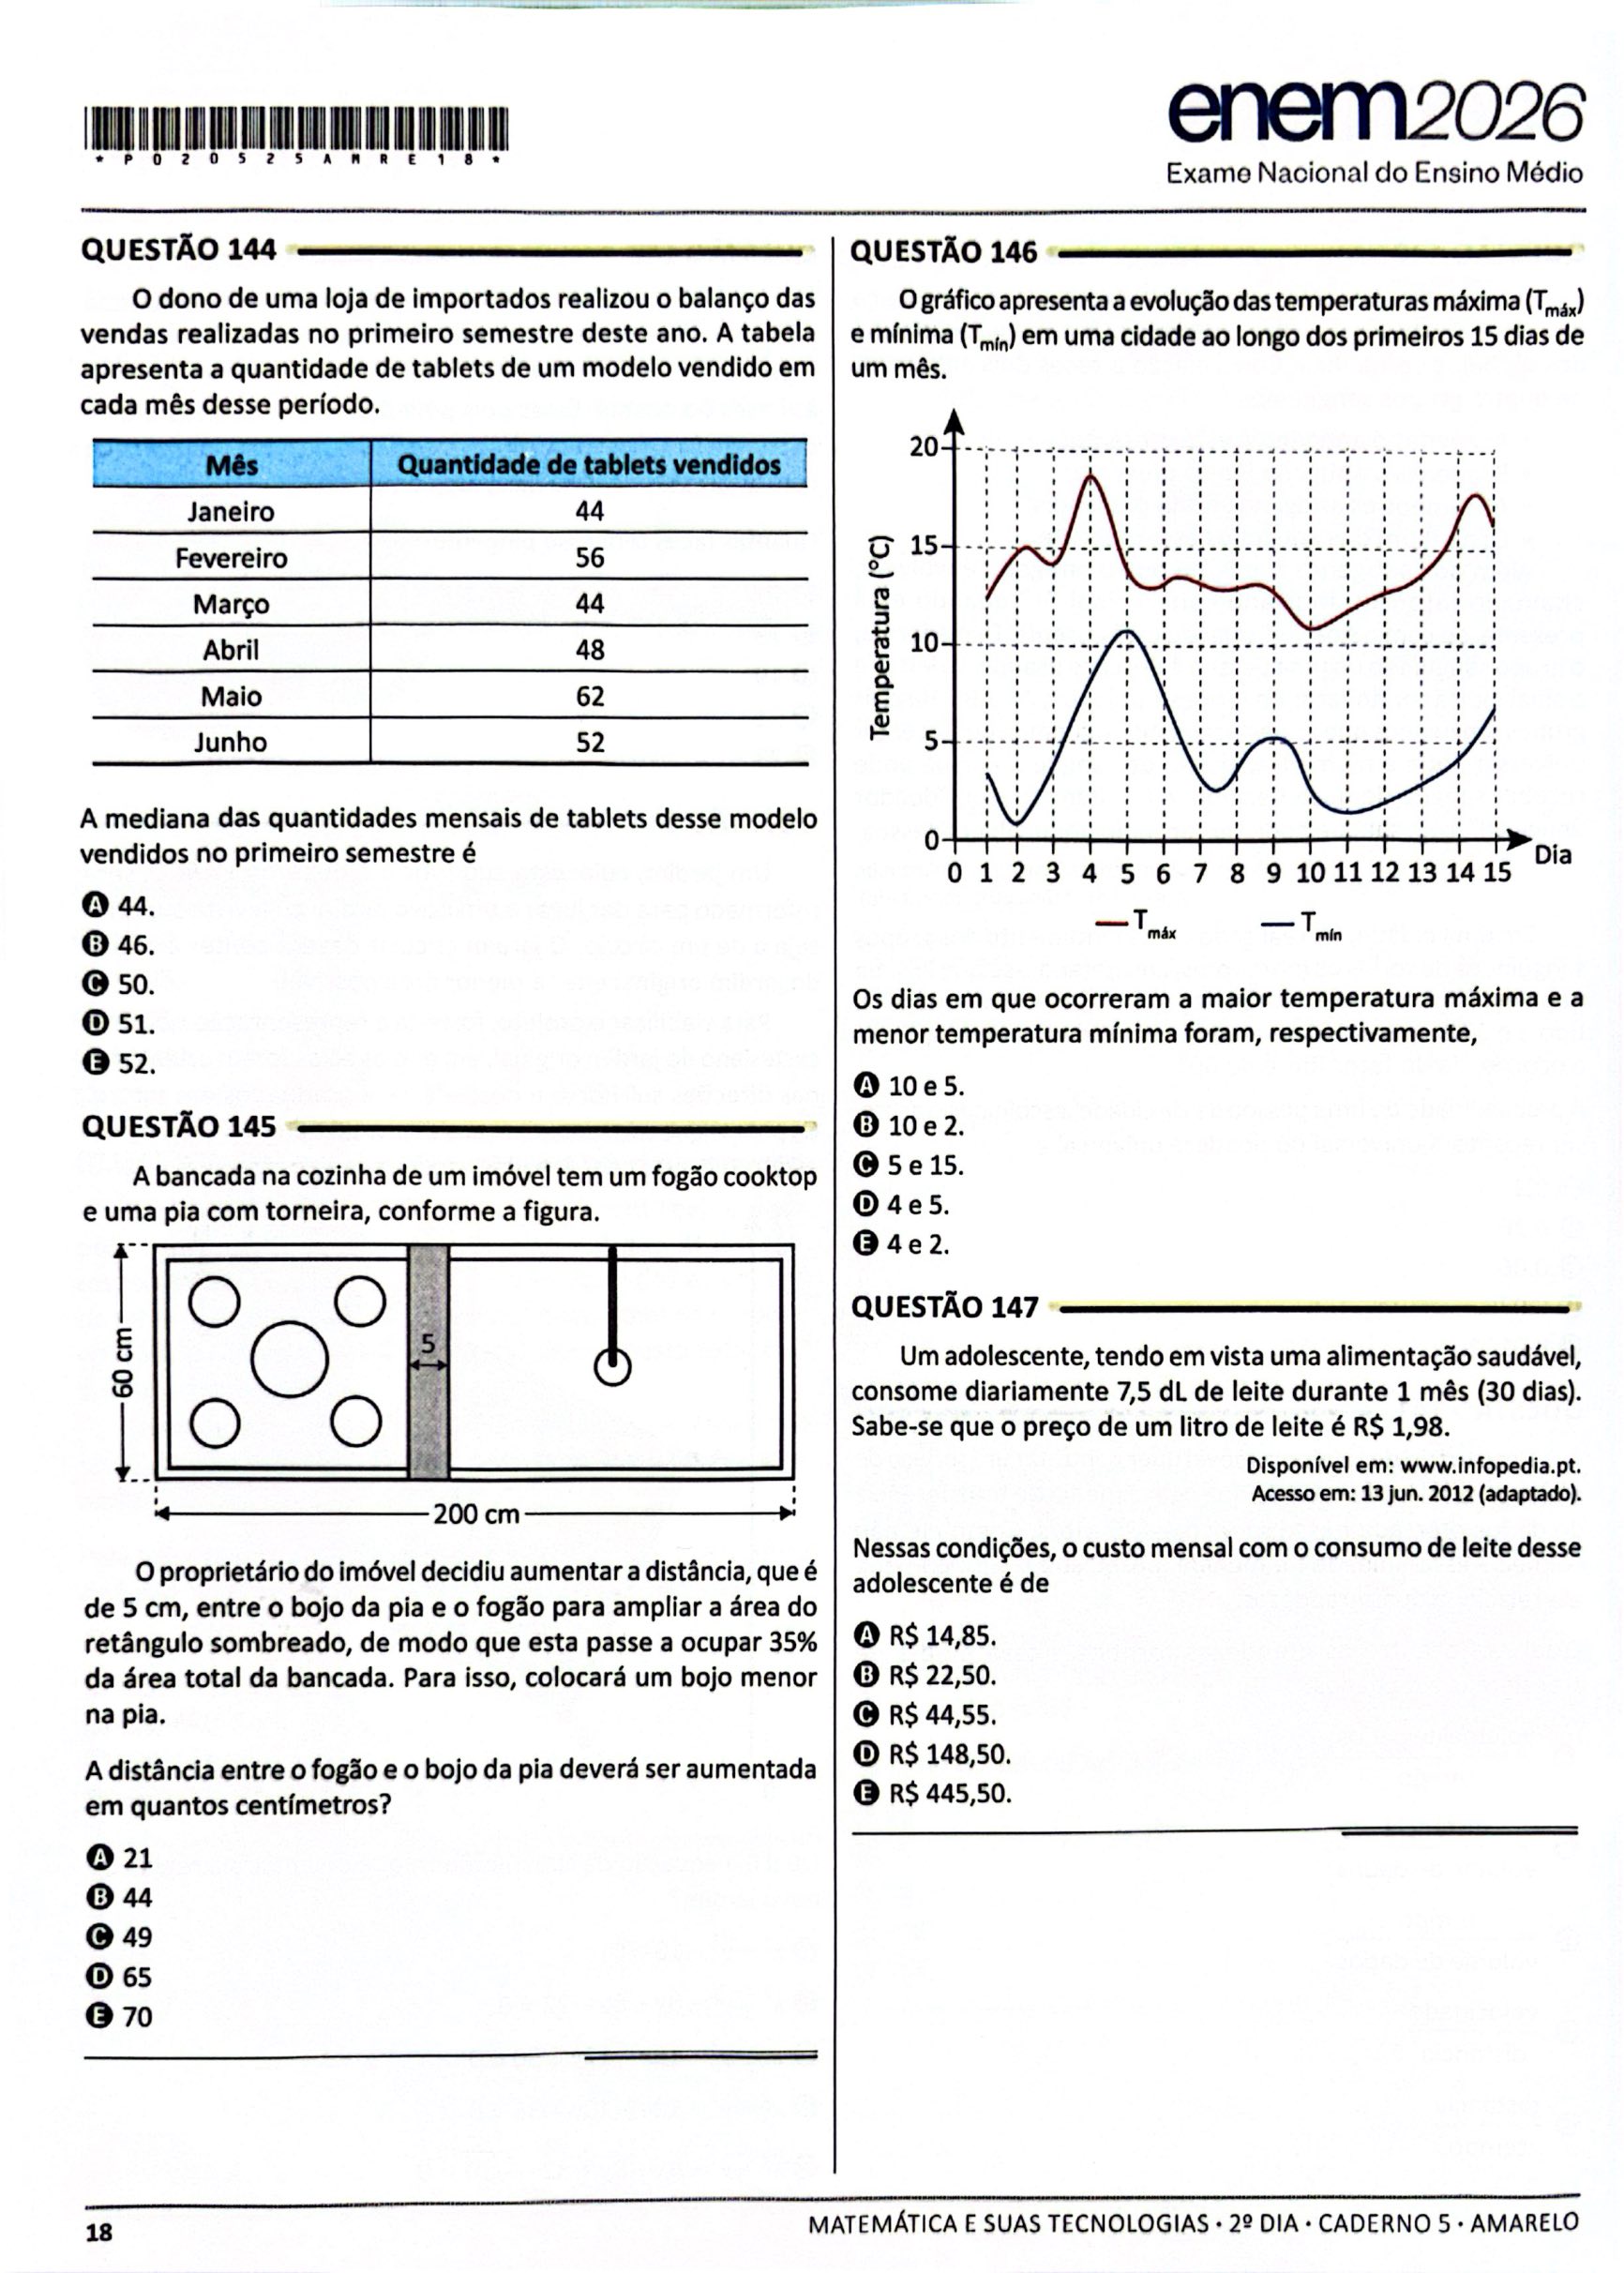 * P 0 2 0 5 2 5 A M R E 1 8 *
enem2026
Exame Nacional do Ensino Médio
QUESTÃO 144
O dono de uma loja de importados realizou o balanço das
vendas realizadas no primeiro semestre deste ano. A tabela
apresenta a quantidade de tablets de um modelo vendido em
cada mês desse período.
Mês Quantidade de tablets vendidos
Janeiro 44
Fevereiro 56
Março 44
Abril 48
Maio 62
Junho 52
A mediana das quantidades mensais de tablets desse modelo
vendidos no primeiro semestre é
A 44.
B 46.
C 50.
D 51.
E 52.
QUESTÃO 145
A bancada na cozinha de um imóvel tem um fogão cooktop
e uma pia com torneira, conforme a figura.
60 cm
5
200 cm
O proprietário do imóvel decidiu aumentar a distância, que é
de 5 cm, entre o bojo da pia e o fogão para ampliar a área do
retângulo sombreado, de modo que esta passe a ocupar 35%
da área total da bancada. Para isso, colocará um bojo menor
na pia.
A distância entre o fogão e o bojo da pia deverá ser aumentada
em quantos centímetros?
A 21
B 44
C 49
D 65
E 70
QUESTÃO 146
O gráfico apresenta a evolução das temperaturas máxima (Tmáx)
e mínima (Tmín) em uma cidade ao longo dos primeiros 15 dias de
um mês.
Temperatura (°C)
20
15
10
5
0
0 1 2 3 4 5 6 7 8 9 10 11 12 13 14 15
Dia
Tmáx Tmín
Os dias em que ocorreram a maior temperatura máxima e a
menor temperatura mínima foram, respectivamente,
A 10 e 5.
B 10 e 2.
C 5 e 15.
D 4 e 5.
E 4 e 2.
QUESTÃO 147
Um adolescente, tendo em vista uma alimentação saudável,
consome diariamente 7,5 dL de leite durante 1 mês (30 dias).
Sabe-se que o preço de um litro de leite é R$ 1,98.
Disponível em: www.infopedia.pt.
Acesso em: 13 jun. 2012 (adaptado).
Nessas condições, o custo mensal com o consumo de leite desse
adolescente é de
A R$ 14,85.
B R$ 22,50.
C R$ 44,55.
D R$ 148,50.
E R$ 445,50.
18
MATEMÁTICA E SUAS TECNOLOGIAS • 2º DIA • CADERNO 5 • AMARELO